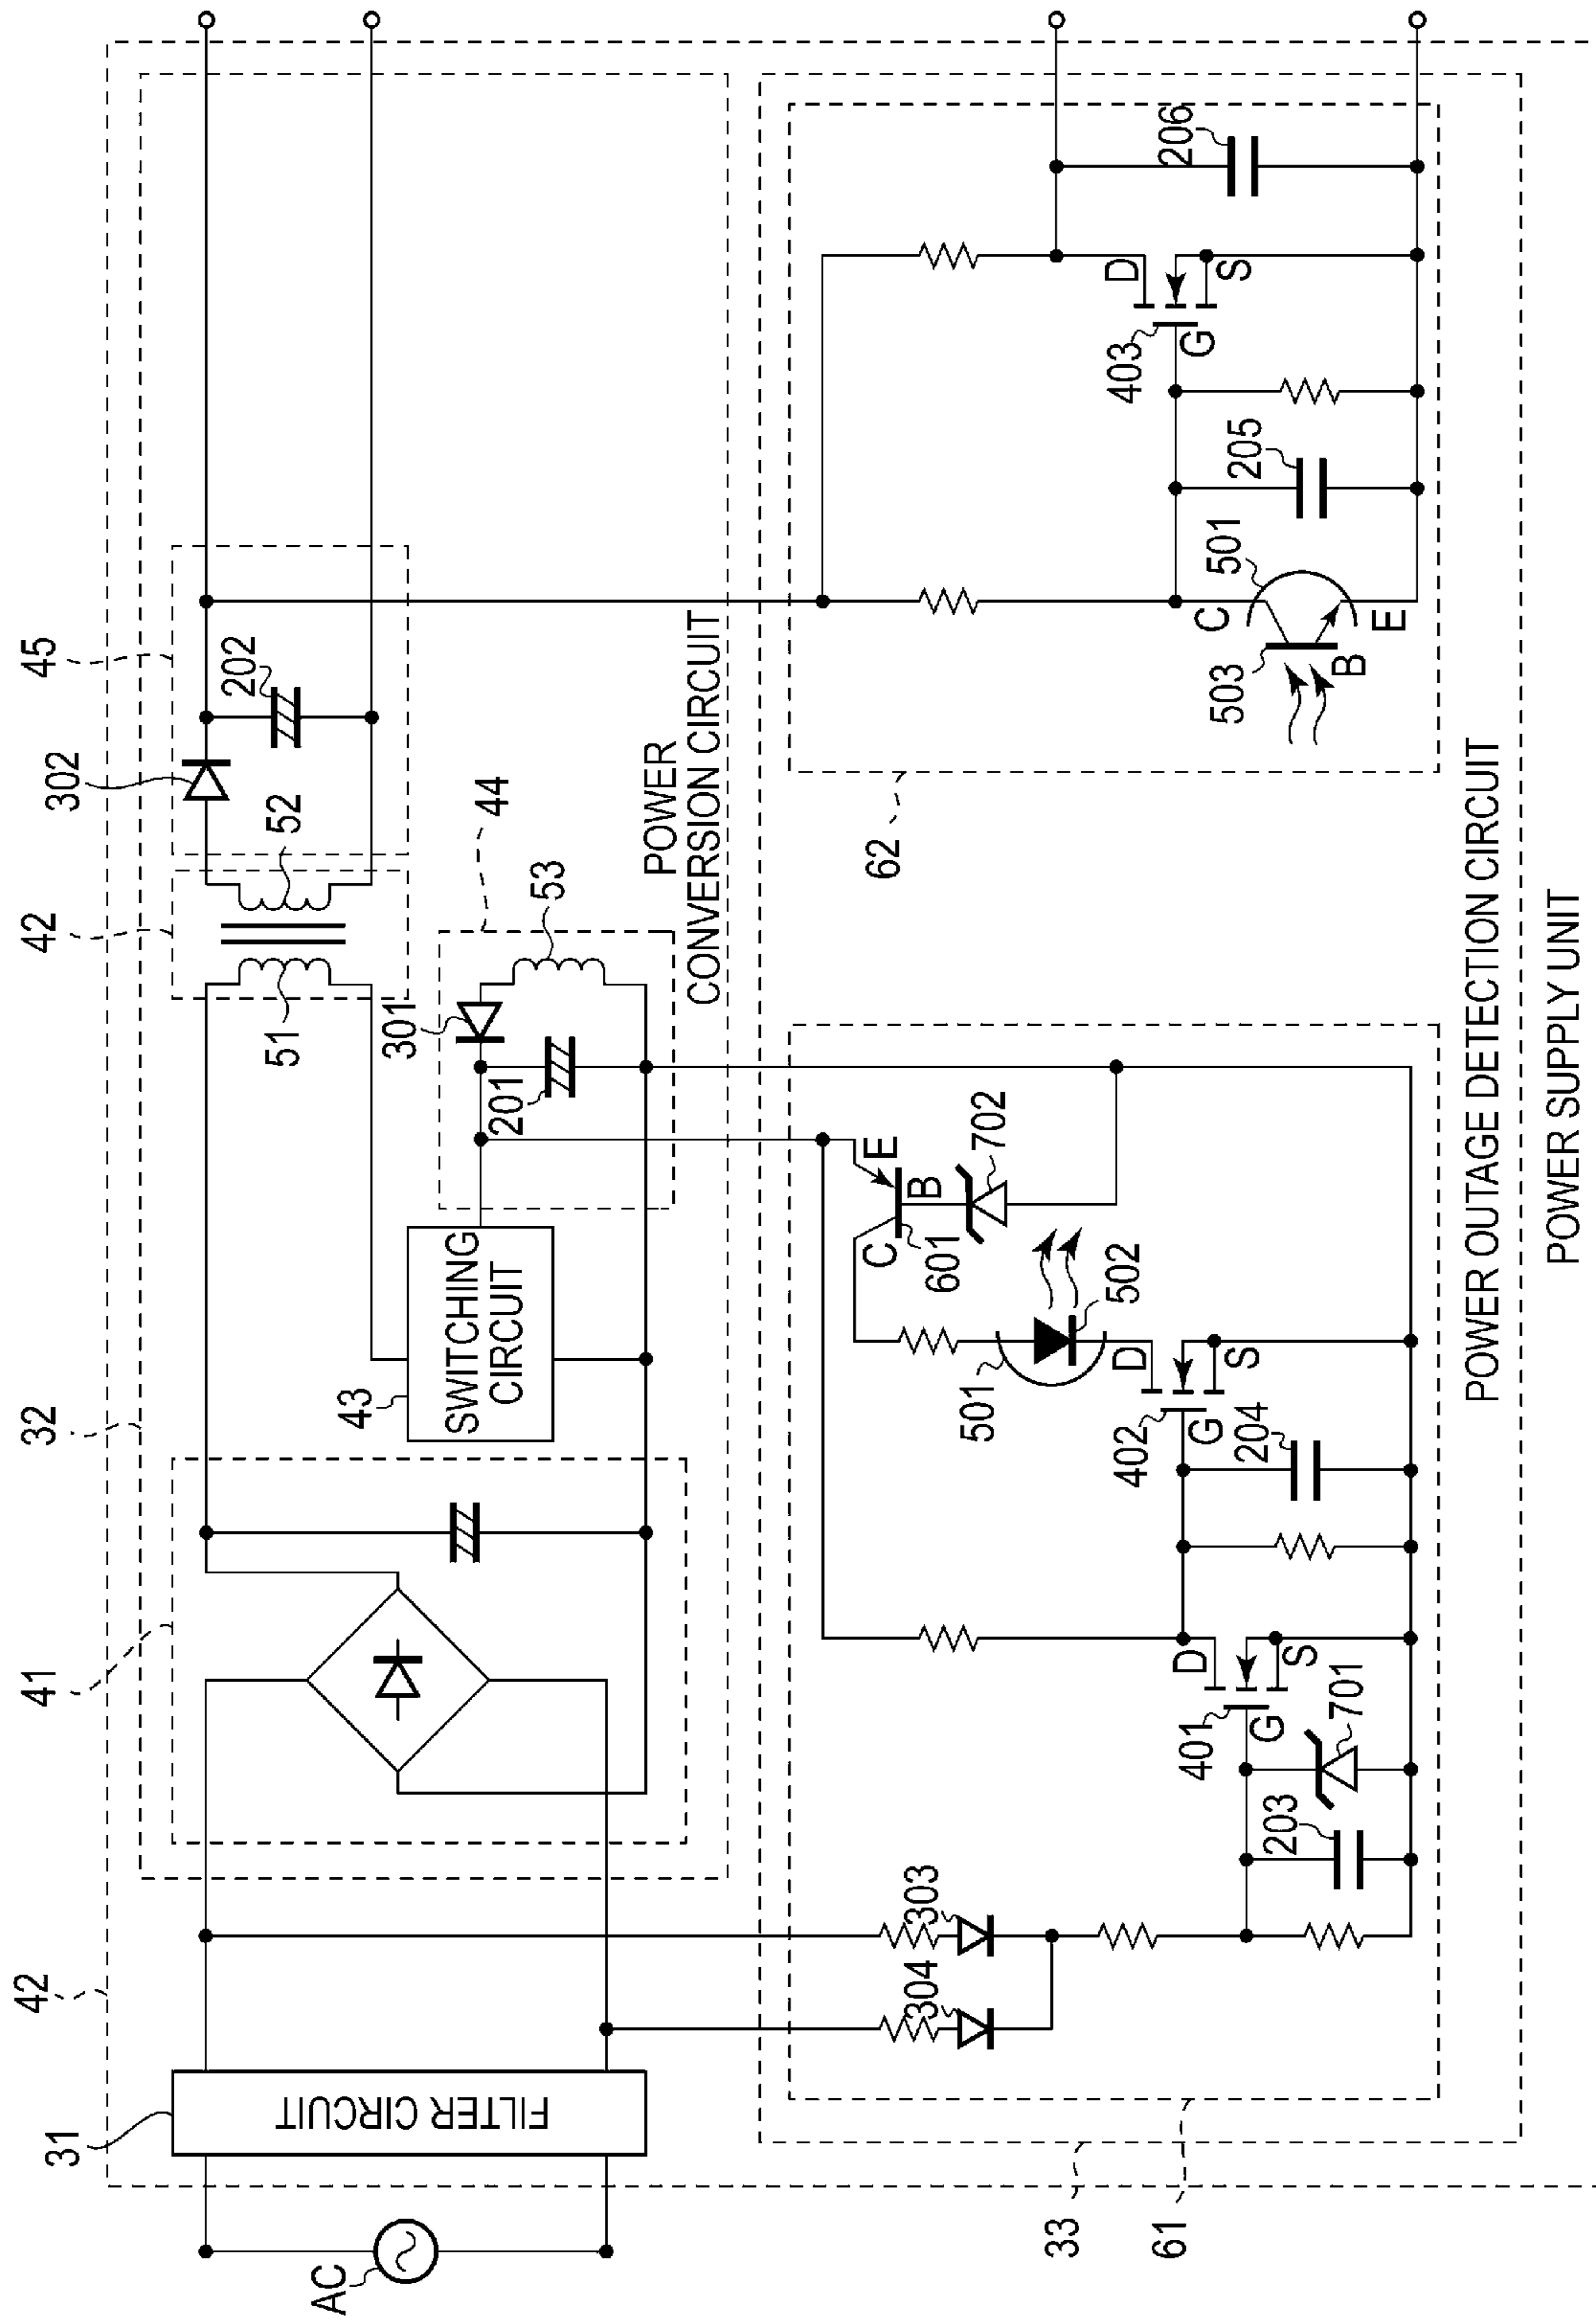 42
31
FILTER CIRCUIT
AC
32
41
43
SWITCHING
CIRCUIT
42
51
52
45
302
202
44
53
301
201
POWER
CONVERSION CIRCUIT
33
61
304
303
203
701
401
G
D
S
204
402
G
D
S
501
502
C
601
B
E
702
62
503
B
C
E
501
205
403
G
D
S
206
POWER OUTAGE DETECTION CIRCUIT
POWER SUPPLY UNIT